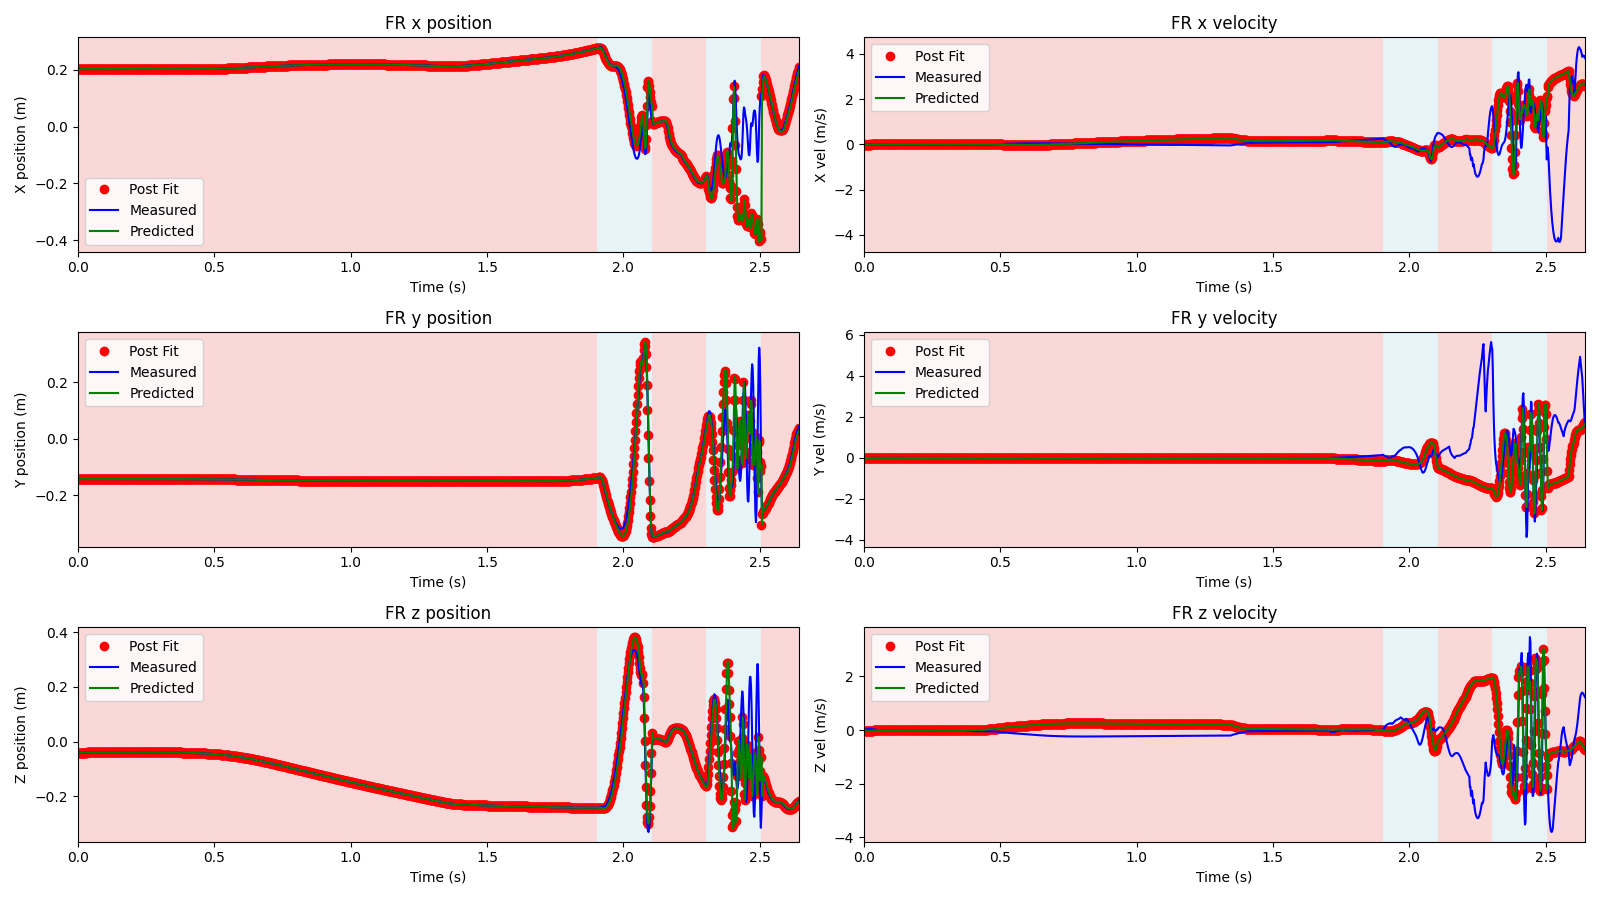 FR x position
X position (m)
0.2
0.0
−0.2
−0.4
Post Fit
Measured
Predicted
0.0 0.5 1.0 1.5 2.0 2.5
Time (s)
FR x velocity
X vel (m/s)
4
2
0
−2
−4
Post Fit
Measured
Predicted
0.0 0.5 1.0 1.5 2.0 2.5
Time (s)
FR y position
Y position (m)
0.2
0.0
−0.2
Post Fit
Measured
Predicted
0.0 0.5 1.0 1.5 2.0 2.5
Time (s)
FR y velocity
Y vel (m/s)
6
4
2
0
−2
−4
Post Fit
Measured
Predicted
0.0 0.5 1.0 1.5 2.0 2.5
Time (s)
FR z position
Z position (m)
0.4
0.2
0.0
−0.2
Post Fit
Measured
Predicted
0.0 0.5 1.0 1.5 2.0 2.5
Time (s)
FR z velocity
Z vel (m/s)
2
0
−2
−4
Post Fit
Measured
Predicted
0.0 0.5 1.0 1.5 2.0 2.5
Time (s)